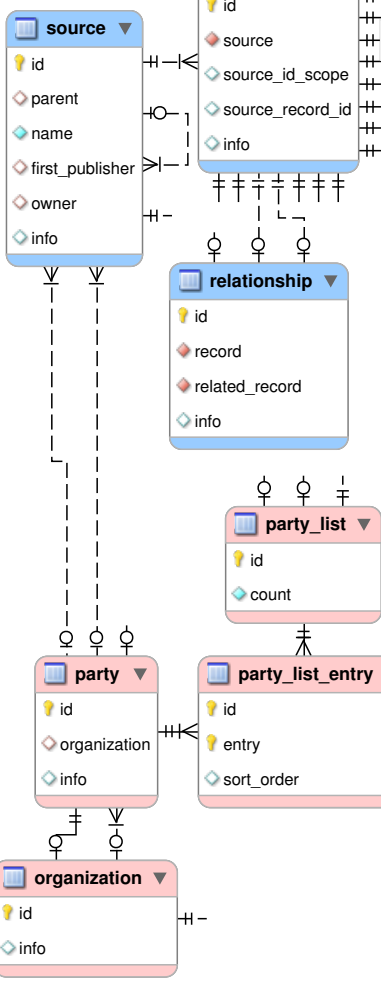 source
id
parent
name
first_publisher
owner
info
id
source
source_id_scope
source_record_id
info
relationship
id
record
related_record
info
party_list
id
count
party
id
organization
info
party_list_entry
id
entry
sort_order
organization
id
info